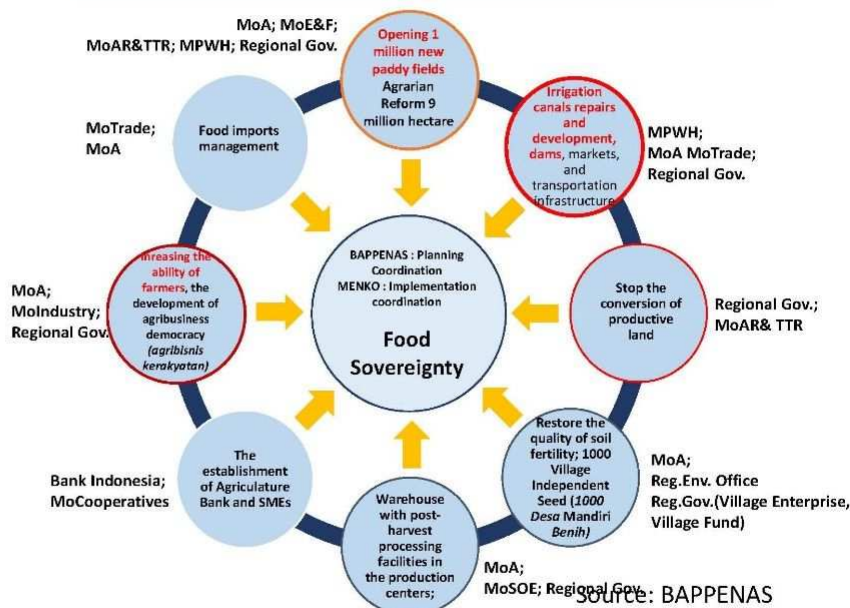 MoA; MoE&F;
MoAR&TTR; MPWH; Regional Gov.
Opening 1
million new
paddy fields
Agrarian
Reform 9
million hectare
Irrigation
canals repairs
and
development,
dams, markets,
and
transportation
infrastructure
MPWH;
MoA MoTrade;
Regional Gov.
MoTrade;
MoA
Food imports
management
BAPPENAS : Planning
Coordination
MENKO : Implementation
coordination
Food
Sovereignty
Stop the
conversion of
productive
land
Regional Gov.;
MoAR& TTR
MoA;
MoIndustry;
Regional Gov.
Inreasing the
ability of
farmers, the
development of
agribusiness
democracy
(agribisnis
kerakyatan)
Restore the
quality of soil
fertility; 1000
Village
Independent
Seed (1000
Desa Mandiri
Benih)
MoA;
Reg.Env. Office
Reg.Gov.(Village Enterprise,
Village Fund)
Bank Indonesia;
MoCooperatives
The
establishment
of Agriculature
Bank and SMEs
Warehouse
with post-
harvest
processing
facilities in
the production
centers;
MoA;
MoSOE; Regional Gov.
Source: BAPPENAS